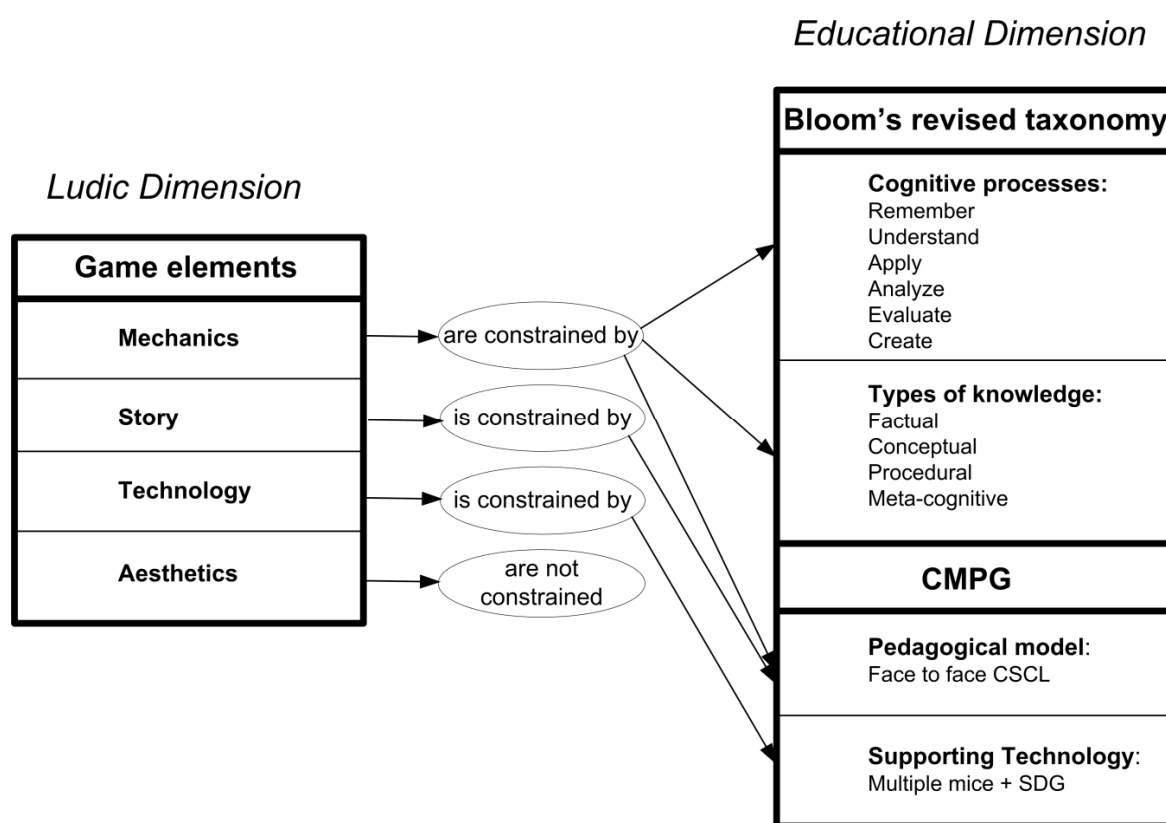 Educational Dimension
Bloom's revised taxonomy
Cognitive processes:
Remember
Understand
Apply
Analyze
Evaluate
Create
Types of knowledge:
Factual
Conceptual
Procedural
Meta-cognitive
CMPG
Pedagogical model:
Face to face CSCL
Supporting Technology:
Multiple mice + SDG
Ludic Dimension
Game elements
Mechanics
Story
Technology
Aesthetics
are constrained by
is constrained by
is constrained by
are not
constrained